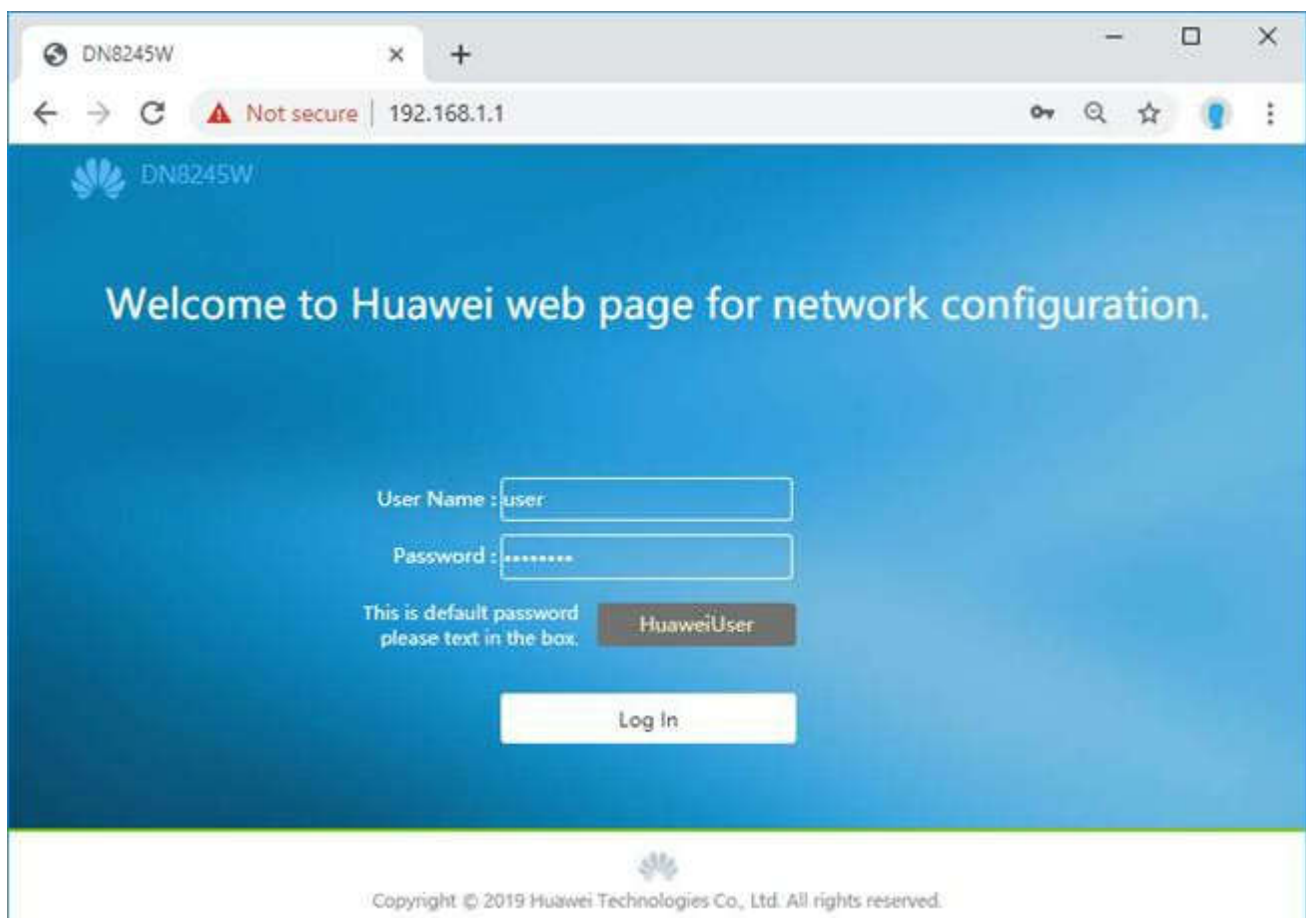 DN8245W
Not secure 192.168.1.1
DN8245W
Welcome to Huawei web page for network configuration.
User Name : user
Password : ••••••••
This is default password
please text in the box.
HuaweiUser
Log In
Copyright © 2019 Huawei Technologies Co., Ltd. All rights reserved.